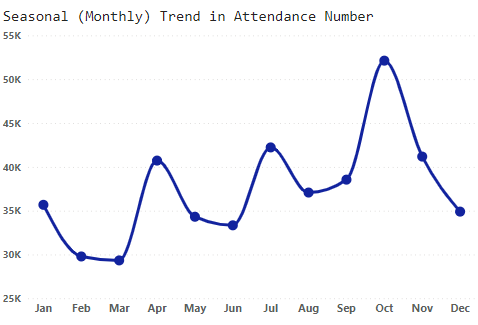 Seasonal (Monthly) Trend in Attendance Number
55K
50K
45K
40K
35K
30K
25K
Jan Feb Mar Apr May Jun Jul Aug Sep Oct Nov Dec